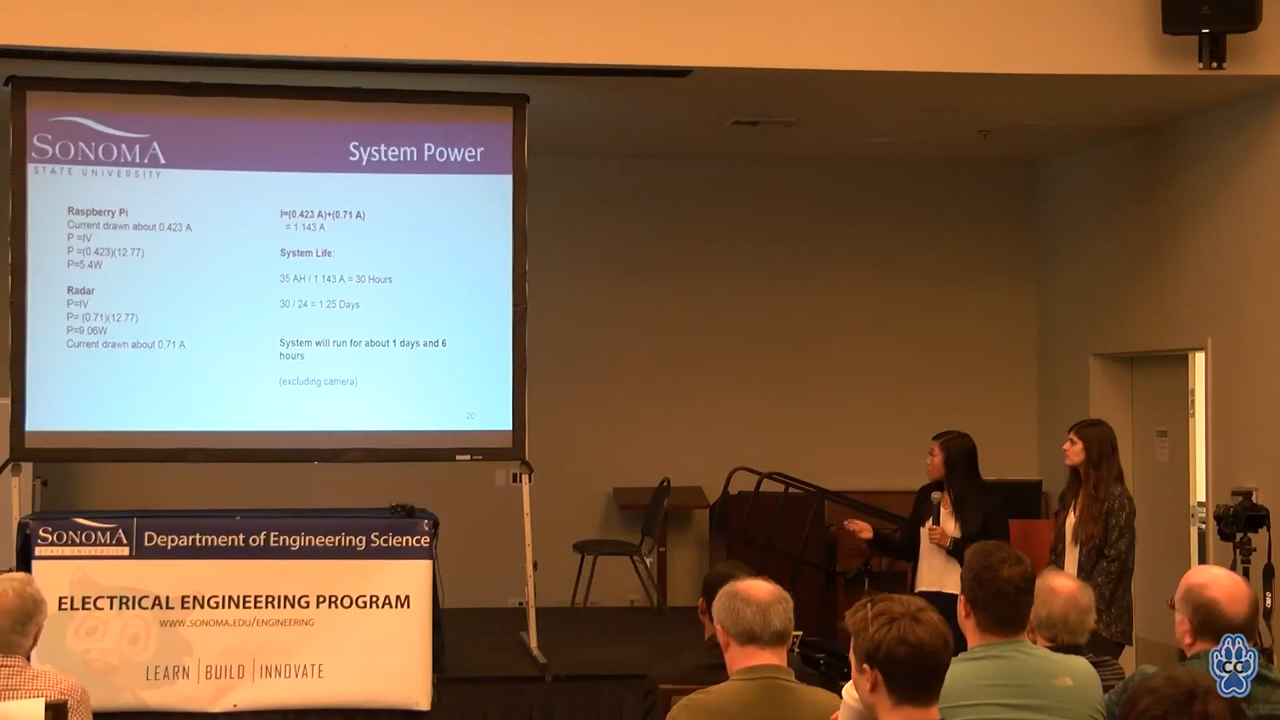 SONOMA
STATE UNIVERSITY
System Power
Raspberry Pi
Current drawn about 0.423 A
P =IV
P =(0.423)(12.77)
P=5.4W
Radar
P=IV
P= (0.71)(12.77)
P=9.06W
Current drawn about 0.71 A
I=(0.423 A)+(0.71 A)
= 1.143 A
System Life:
35 AH / 1.143 A = 30 Hours
30 / 24 = 1.25 Days
System will run for about 1 days and 6
hours
(excluding camera)
20
SONOMA
STATE UNIVERSITY
Department of Engineering Science
ELECTRICAL ENGINEERING PROGRAM
WWW.SONOMA.EDU/ENGINEERING
LEARN | BUILD | INNOVATE
CC